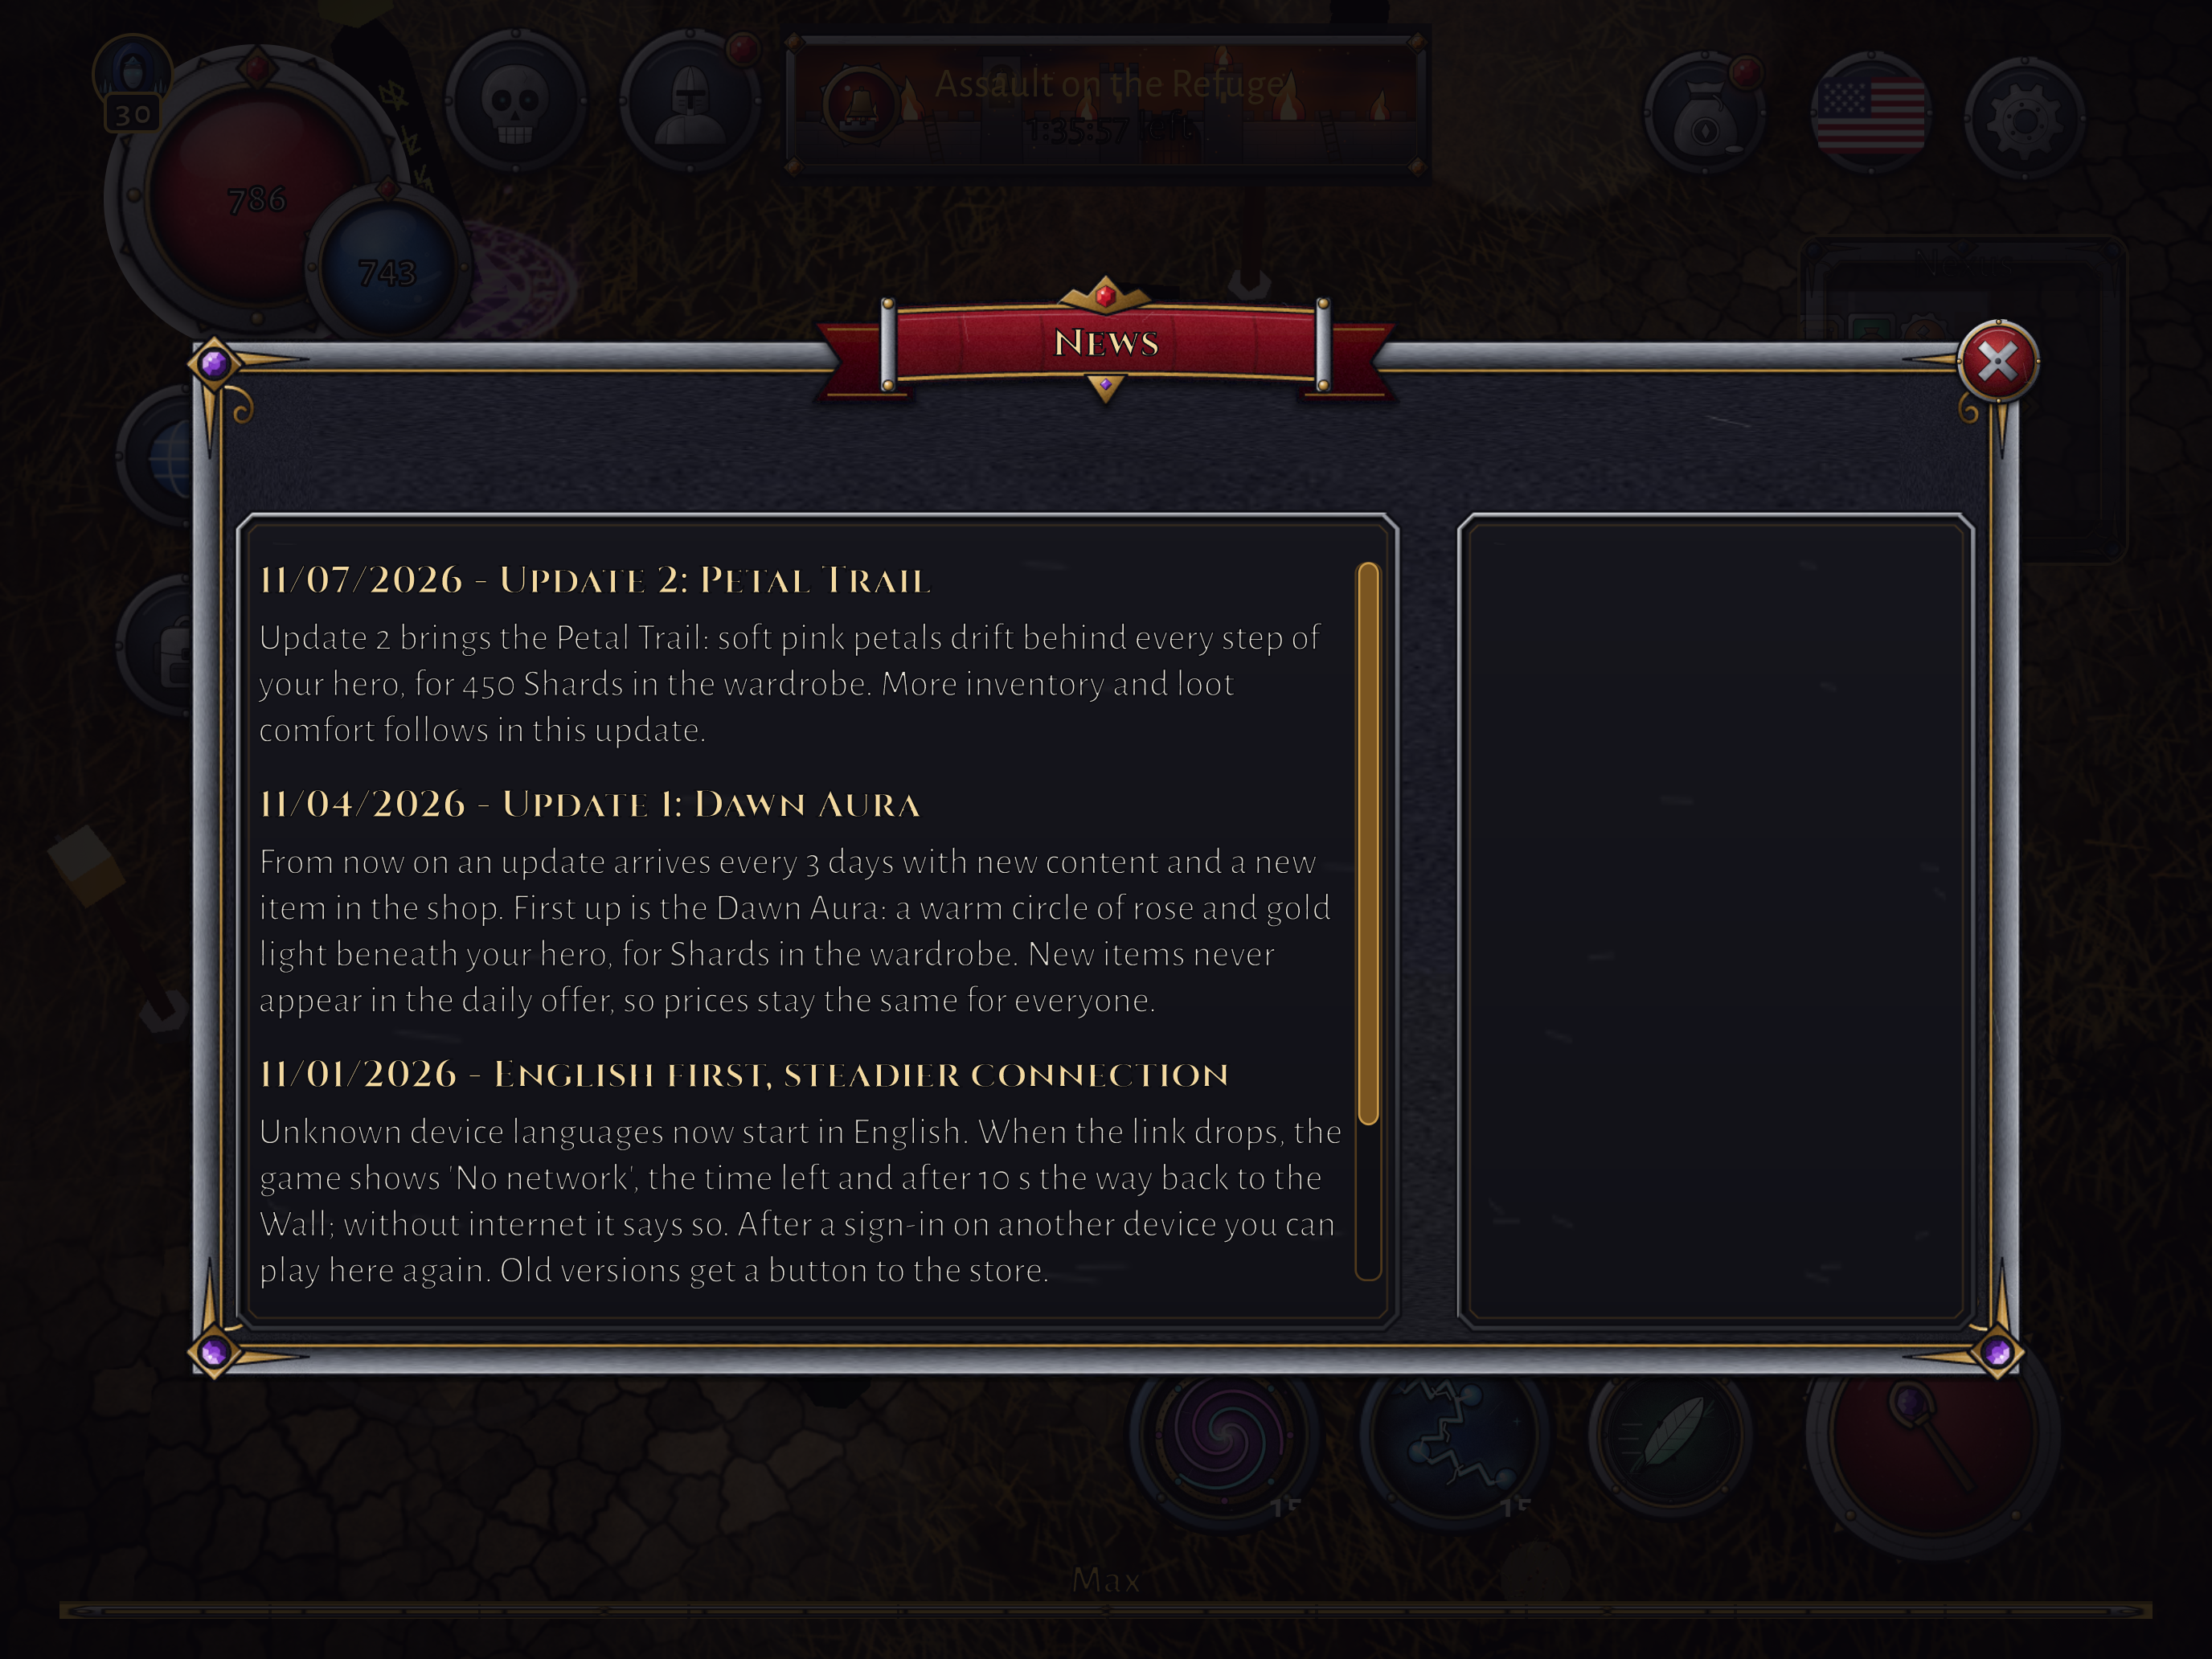 30
786
743
Assault on the Refuge
1:35:57 left
News
11/07/2026 - Update 2: Petal Trail
Update 2 brings the Petal Trail: soft pink petals drift behind every step of
your hero, for 450 Shards in the wardrobe. More inventory and loot
comfort follows in this update.
11/04/2026 - Update 1: Dawn Aura
From now on an update arrives every 3 days with new content and a new
item in the shop. First up is the Dawn Aura: a warm circle of rose and gold
light beneath your hero, for Shards in the wardrobe. New items never
appear in the daily offer, so prices stay the same for everyone.
11/01/2026 - English first, steadier connection
Unknown device languages now start in English. When the link drops, the
game shows 'No network', the time left and after 10 s the way back to the
Wall; without internet it says so. After a sign-in on another device you can
play here again. Old versions get a button to the store.
Max